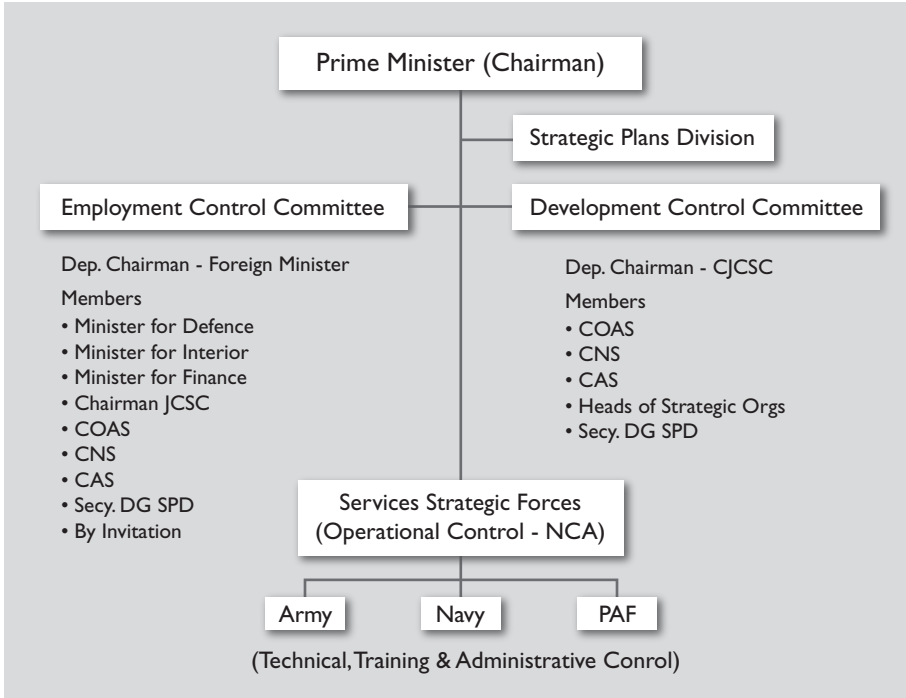 Prime Minister (Chairman)
Strategic Plans Division
Employment Control Committee
Dep. Chairman - Foreign Minister
Members
• Minister for Defence
• Minister for Interior
• Minister for Finance
• Chairman JCSC
• COAS
• CNS
• CAS
• Secy. DG SPD
• By Invitation
Development Control Committee
Dep. Chairman - CJCSC
Members
• COAS
• CNS
• CAS
• Heads of Strategic Orgs
• Secy. DG SPD
Services Strategic Forces
(Operational Control - NCA)
Army
Navy
PAF
(Technical, Training & Administrative Conrol)